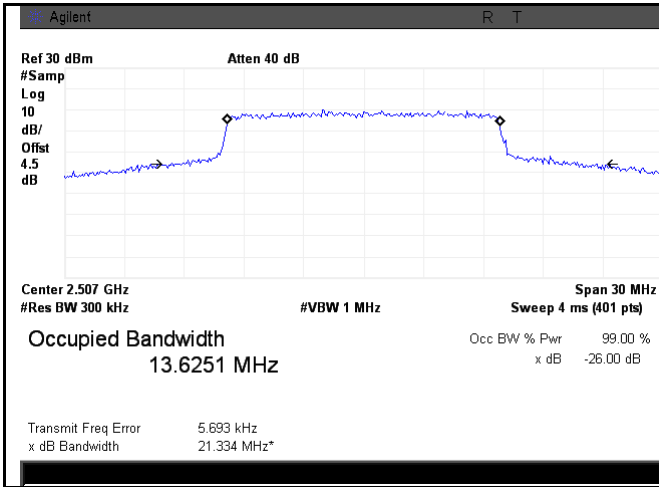 Agilent R T
Ref 30 dBm Atten 40 dB
#Samp
Log
10
dB/
Offst
4.5
dB
Center 2.507 GHz Span 30 MHz
#Res BW 300 kHz #VBW 1 MHz Sweep 4 ms (401 pts)
Occupied Bandwidth Occ BW % Pwr 99.00 %
13.6251 MHz x dB -26.00 dB
Transmit Freq Error 5.693 kHz
x dB Bandwidth 21.334 MHz*